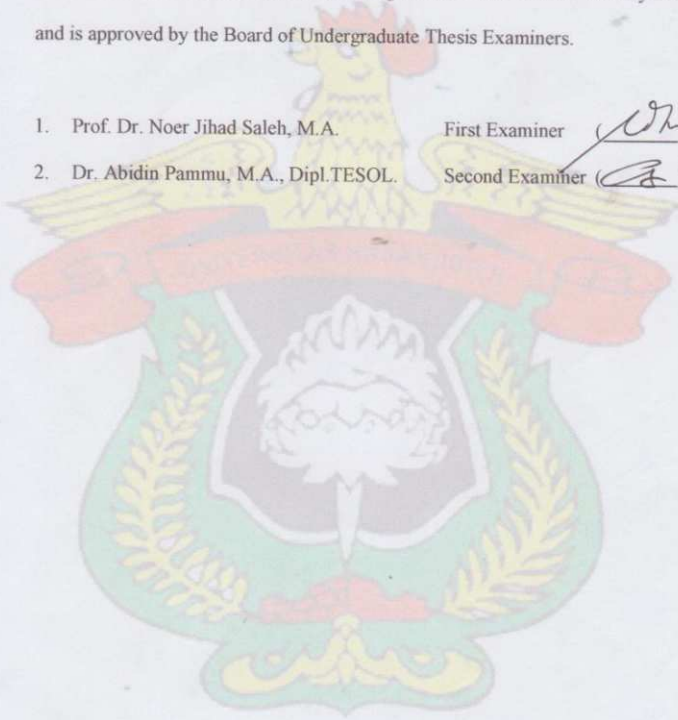 and is approved by the Board of Undergraduate Thesis Examiners.
1. Prof. Dr. Noer Jihad Saleh, M.A. First Examiner (
2. Dr. Abidin Pammu, M.A., Dipl.TESOL. Second Examiner (